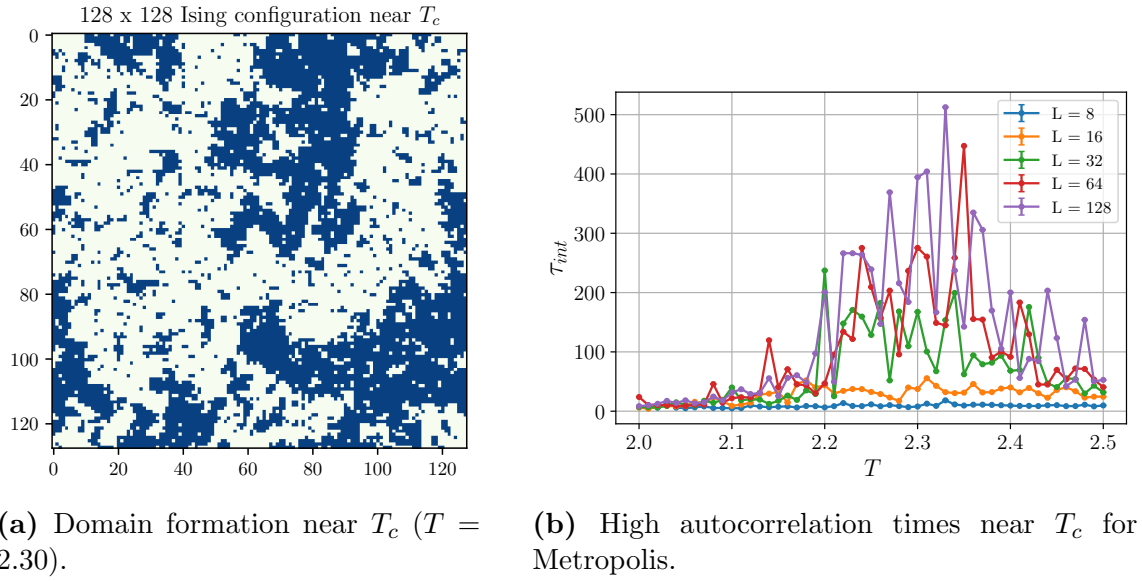 128 x 128 Ising configuration near T_c
0
20
40
60
80
100
120
0 20 40 60 80 100 120
500
400
300
200
100
0
τ_int
L = 8
L = 16
L = 32
L = 64
L = 128
2.0 2.1 2.2 2.3 2.4 2.5
T
(a) Domain formation near T_c (T =
2.30).
(b) High autocorrelation times near T_c for
Metropolis.